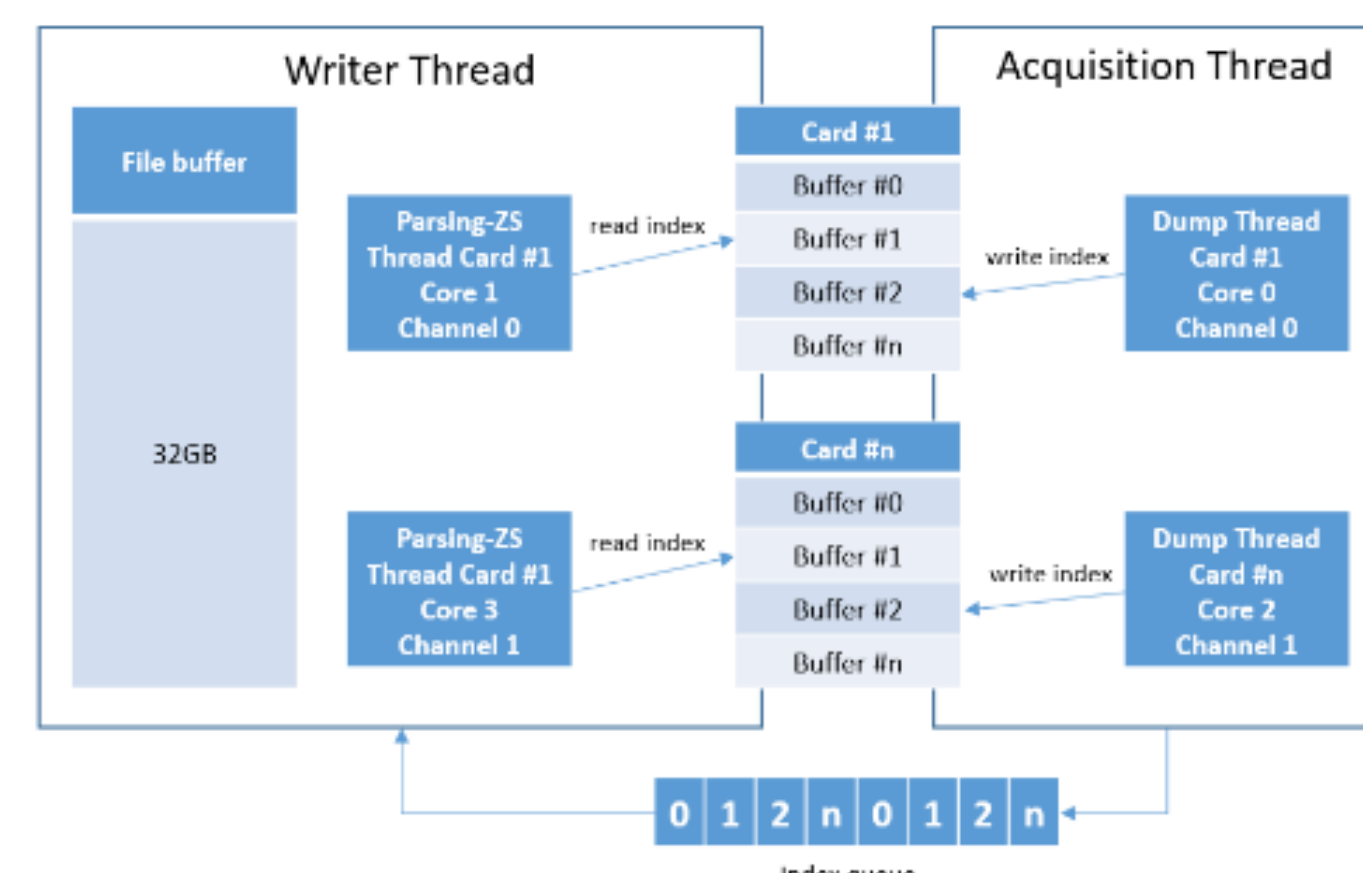 Writer Thread
Acquisition Thread
File buffer
32GB
Parsing-ZS
Thread Card #1
Core 1
Channel 0
read index
Card #1
Buffer #0
Buffer #1
Buffer #2
Buffer #n
write index
Dump Thread
Card #1
Core 0
Channel 0
Parsing-ZS
Thread Card #1
Core 3
Channel 1
read index
Card #n
Buffer #0
Buffer #1
Buffer #2
Buffer #n
write index
Dump Thread
Card #n
Core 2
Channel 1
0 1 2 n 0 1 2 n
Index queue